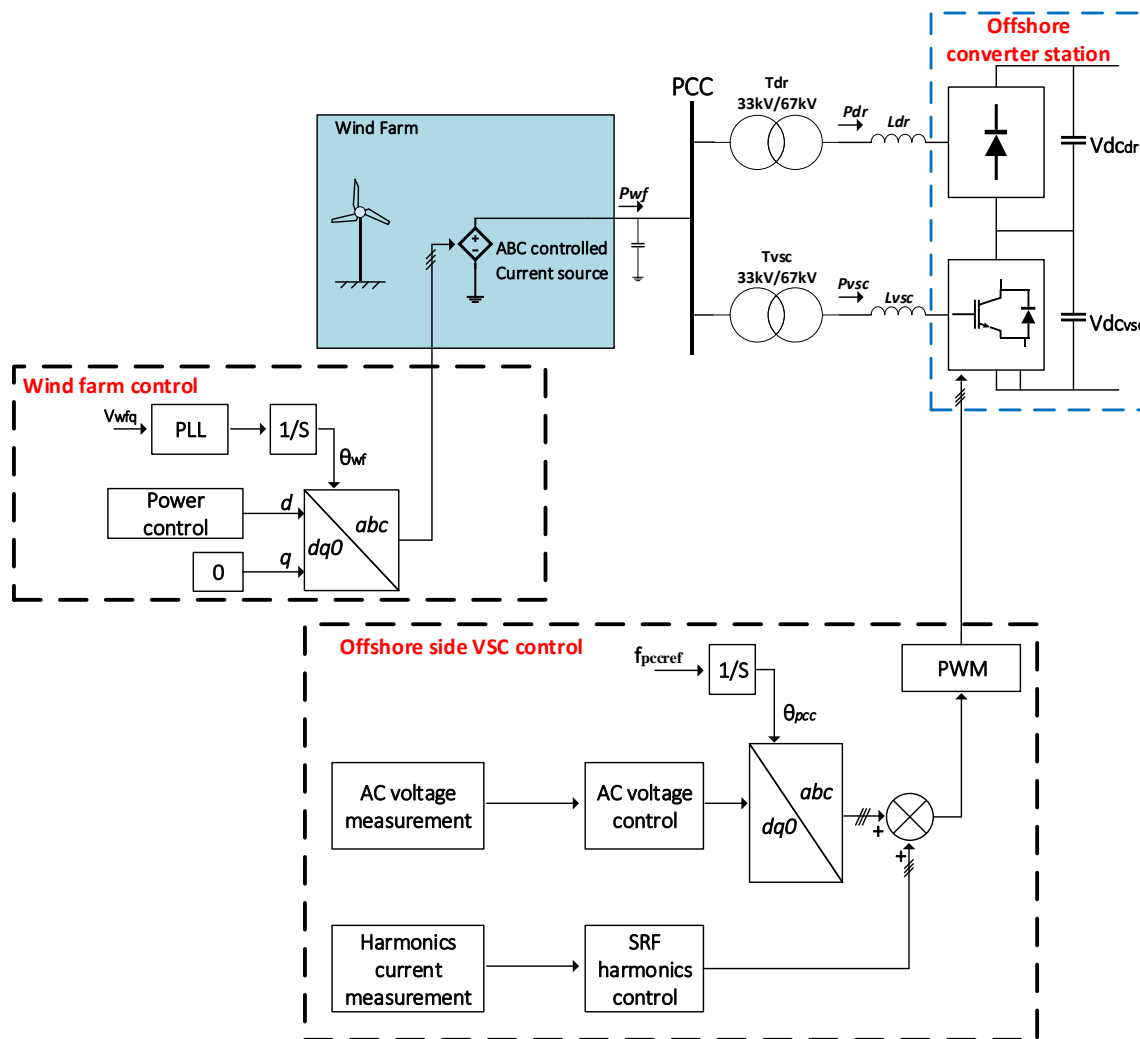 Offshore
converter station
Tdr
33kV/67kV
PCC
Pdr
Ldr
Wind Farm
Vdcdr
Pwf
+
-
ABC controlled
Current source
Tvsc
33kV/67kV
Pvsc
Lvsc
Vdcvsc
Wind farm control
Vwfq
PLL
1/S
θwf
Power
control
d
abc
dq0
0
q
Offshore side VSC control
fpccref
1/S
PWM
θpcc
AC voltage
measurement
AC voltage
control
abc
dq0
+
+
Harmonics
current
measurement
SRF
harmonics
control